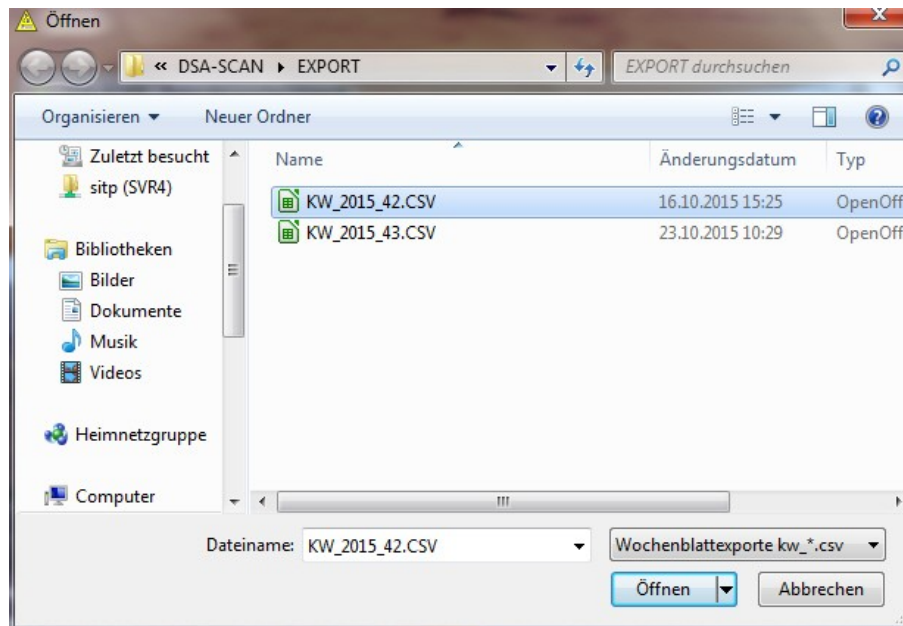 Öffnen
« DSA-SCAN ▸ EXPORT
EXPORT durchsuchen
Organisieren
Neuer Ordner
Zuletzt besucht
sitp (SVR4)
Bibliotheken
Bilder
Dokumente
Musik
Videos
Heimnetzgruppe
Computer
Name Änderungsdatum Typ
KW_2015_42.CSV 16.10.2015 15:25 OpenOff
KW_2015_43.CSV 23.10.2015 10:29 OpenOff
Dateiname: KW_2015_42.CSV Wochenblattexporte kw_*.csv
Öffnen Abbrechen